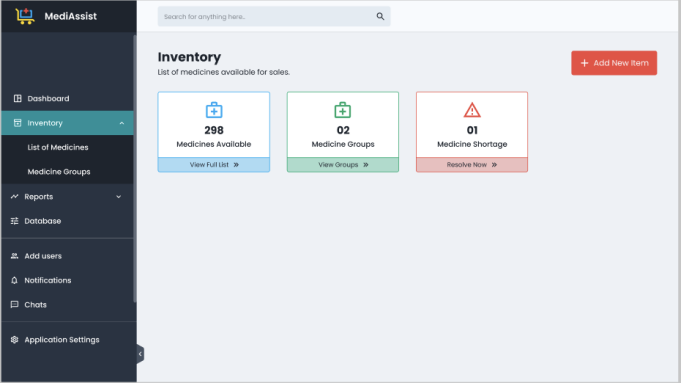 MediAssist
Search for anything here..
Dashboard
Inventory
List of Medicines
Medicine Groups
Reports
Database
Add users
Notifications
Chats
Application Settings
Inventory
List of medicines available for sales.
Add New Item
298
Medicines Available
View Full List »
02
Medicine Groups
View Groups »
01
Medicine Shortage
Resolve Now »